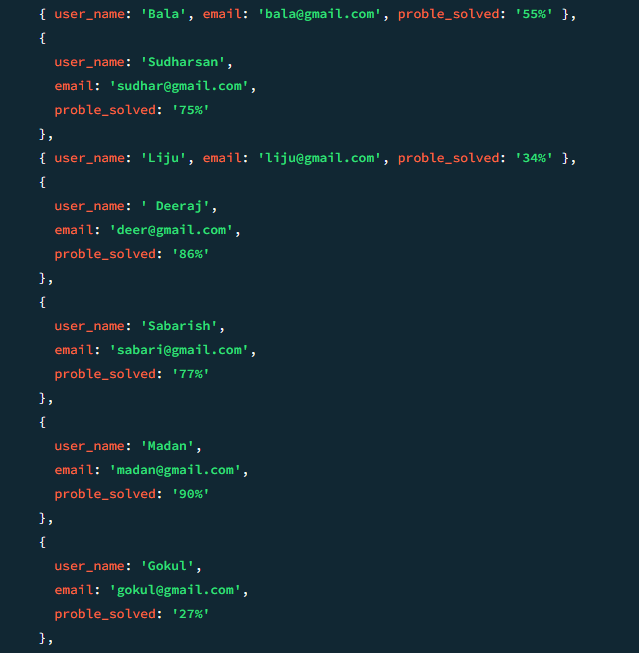 { user_name: 'Bala', email: 'bala@gmail.com', proble_solved: '55%' },
{
user_name: 'Sudharsan',
email: 'sudhar@gmail.com',
proble_solved: '75%'
},
{ user_name: 'Liju', email: 'liju@gmail.com', proble_solved: '34%' },
{
user_name: ' Deeraj',
email: 'deer@gmail.com',
proble_solved: '86%'
},
{
user_name: 'Sabarish',
email: 'sabari@gmail.com',
proble_solved: '77%'
},
{
user_name: 'Madan',
email: 'madan@gmail.com',
proble_solved: '90%'
},
{
user_name: 'Gokul',
email: 'gokul@gmail.com',
proble_solved: '27%'
},